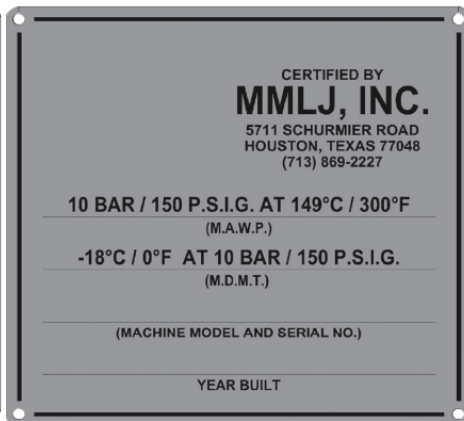 CERTIFIED BY
MMLJ, INC.
5711 SCHURMIER ROAD
HOUSTON, TEXAS 77048
(713) 869-2227
10 BAR / 150 P.S.I.G. AT 149°C / 300°F
(M.A.W.P.)
-18°C / 0°F AT 10 BAR / 150 P.S.I.G.
(M.D.M.T.)
(MACHINE MODEL AND SERIAL NO.)
YEAR BUILT